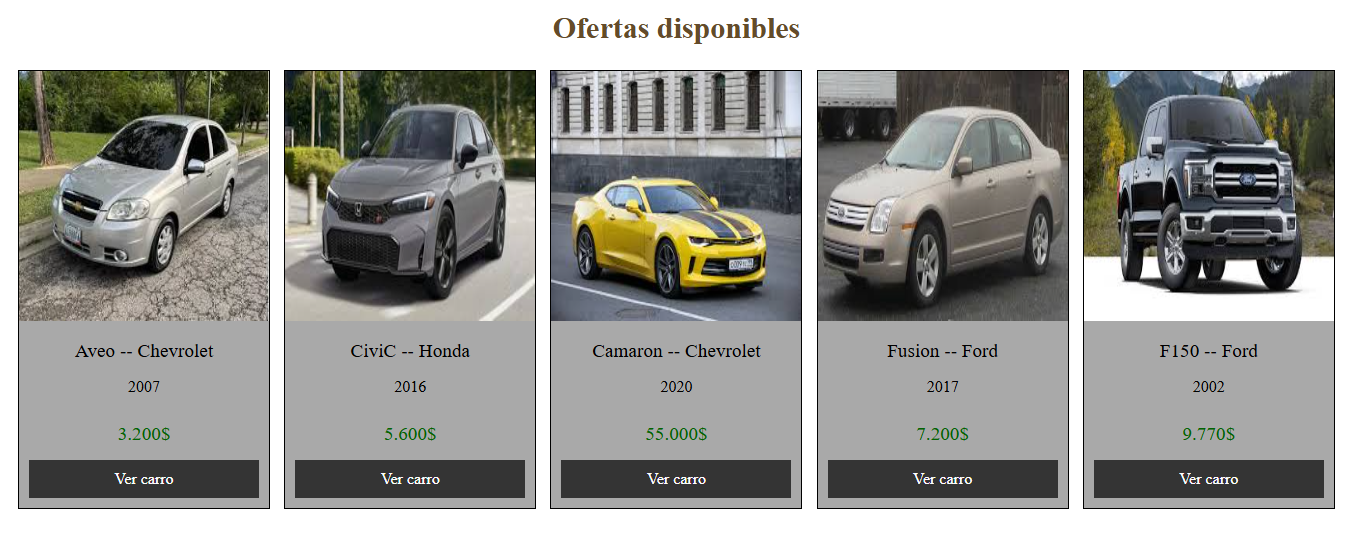 Ofertas disponibles
Aveo -- Chevrolet
2007
3.200$
Ver carro
CiviC -- Honda
2016
5.600$
Ver carro
Camaron -- Chevrolet
2020
55.000$
Ver carro
Fusion -- Ford
2017
7.200$
Ver carro
F150 -- Ford
2002
9.770$
Ver carro